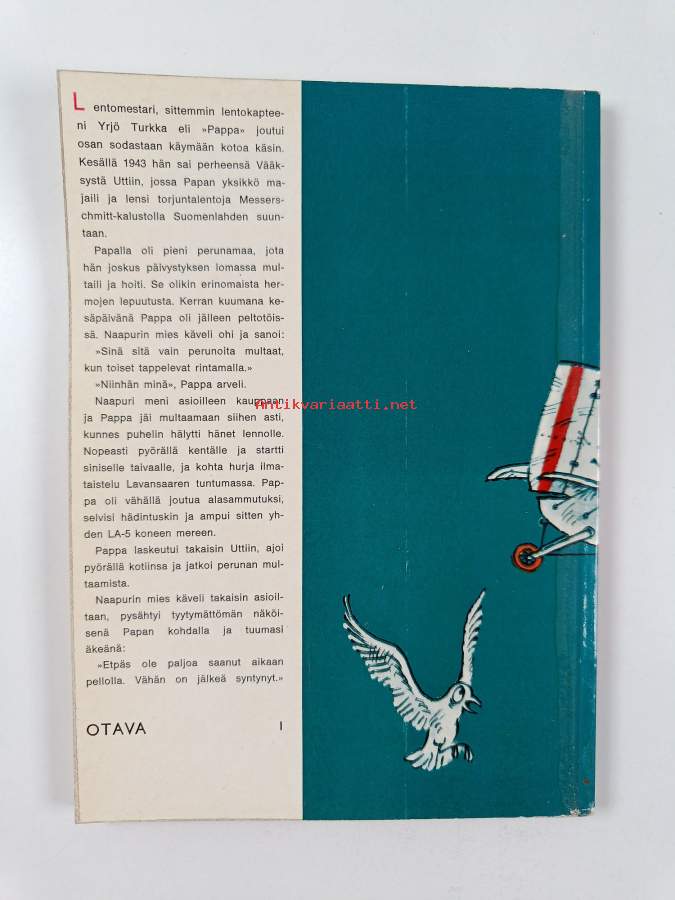 Lentomestari, sittemmin lentokaptee-
ni Yrjö Turkka eli »Pappa» joutui
osan sodastaan käymään kotoa käsin.
Kesällä 1943 hän sai perheensä Vääk-
systä Uttiin, jossa Papan yksikkö ma-
jaili ja lensi torjuntalentoja Messers-
schmitt-kalustolla Suomenlahden suun-
taan.
Papalla oli pieni perunamaa, jota
hän joskus päivystyksen lomassa mul-
taili ja hoiti. Se olikin erinomaista her-
mojen lepuutusta. Kerran kuumana ke-
säpäivänä Pappa oli jälleen peltotöis-
sä. Naapurin mies käveli ohi ja sanoi:
»Sinä sitä vain perunoita multaat,
kun toiset tappelevat rintamalla.»
»Niinhän minä», Pappa arveli.
Naapuri meni asioilleen kauppaan
Antikvariaatti.net
ja Pappa jäi multaamaan siihen asti,
kunnes puhelin hälytti hänet lennolle.
Nopeasti pyörällä kentälle ja startti
siniselle taivaalle, ja kohta hurja ilma-
taistelu Lavansaaren tuntumassa. Pap-
pa oli vähällä joutua alasammutuksi,
selvisi hädintuskin ja ampui sitten yh-
den LA-5 koneen mereen.
Pappa laskeutui takaisin Uttiin, ajoi
pyörällä kotiinsa ja jatkoi perunan mul-
taamista.
Naapurin mies käveli takaisin asioil-
taan, pysähtyi tyytymättömän näköi-
senä Papan kohdalla ja tuumasi
äkeänä:
»Etpäs ole paljoa saanut aikaan
pellolla. Vähän on jälkeä syntynyt.»
OTAVA I